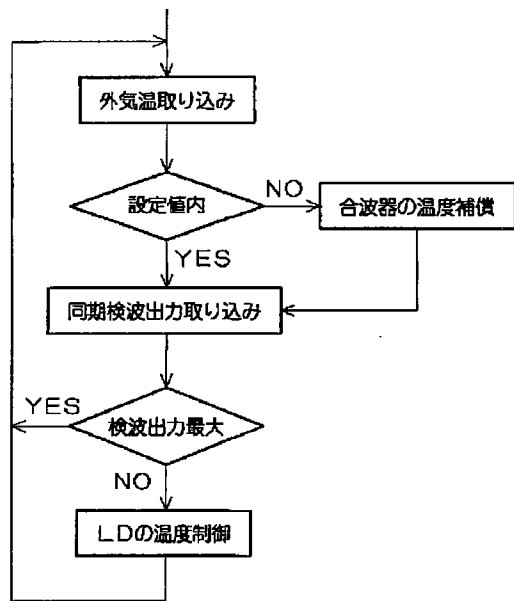 外気温取り込み
設定値内
NO
合波器の温度補償
YES
同期検波出力取り込み
YES
検波出力最大
NO
LDの温度制御